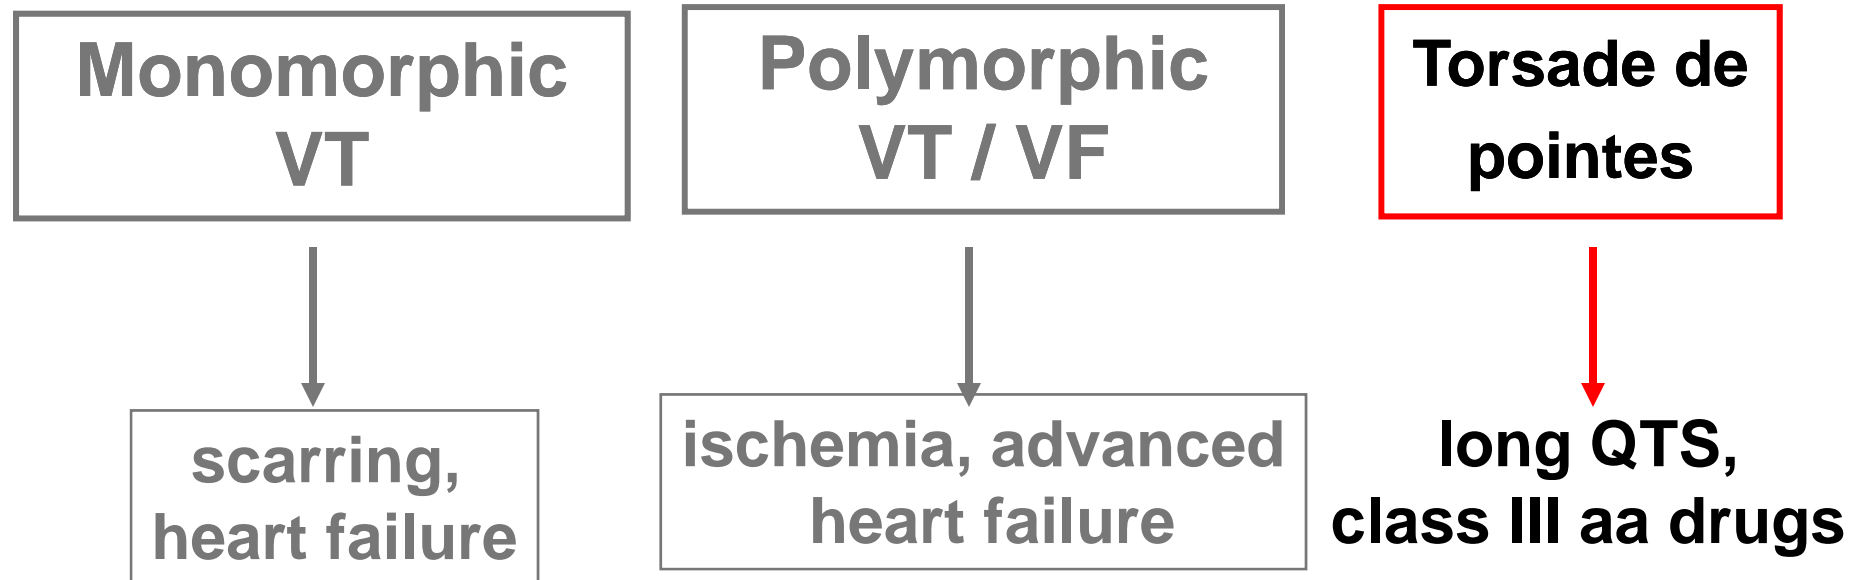 Monomorphic
VT
Polymorphic
VT / VF
Torsade de
pointes
scarring,
heart failure
ischemia, advanced
heart failure
long QTS,
class III aa drugs